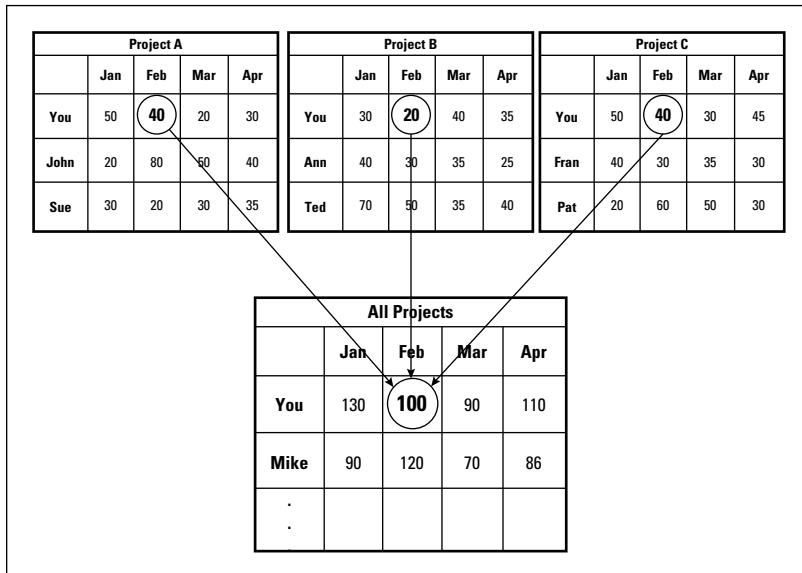 Project A
Jan Feb Mar Apr
You 50 40 20 30
John 20 80 50 40
Sue 30 20 30 35
Project B
Jan Feb Mar Apr
You 30 20 40 35
Ann 40 30 35 25
Ted 70 50 35 40
Project C
Jan Feb Mar Apr
You 50 40 30 45
Fran 40 30 35 30
Pat 20 60 50 30
All Projects
Jan Feb Mar Apr
You 130 100 90 110
Mike 90 120 70 86
.
.
.